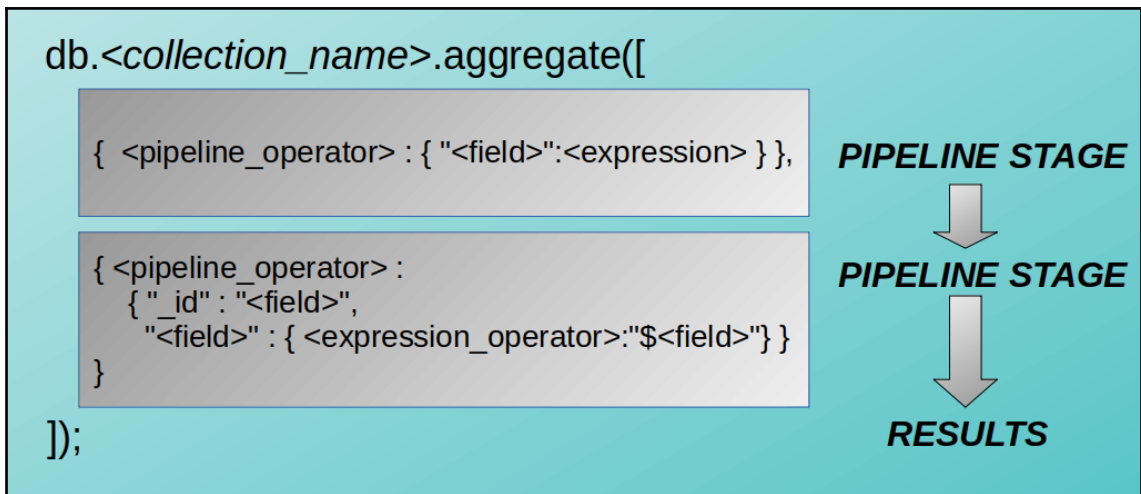 db.<collection_name>.aggregate([
{ <pipeline_operator> : { "<field>":<expression> } },
PIPELINE STAGE
{ <pipeline_operator> :
{ "_id" : "<field>",
"<field>" : { <expression_operator>:"$<field>"} }
}
PIPELINE STAGE
]);
RESULTS